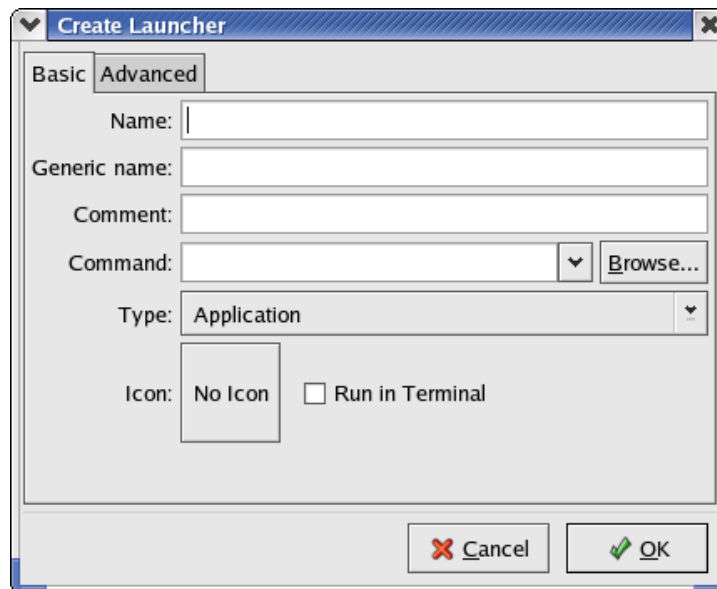 Create Launcher
Basic Advanced
Name:
Generic name:
Comment:
Command: Browse...
Type: Application
Icon: No Icon Run in Terminal
Cancel OK